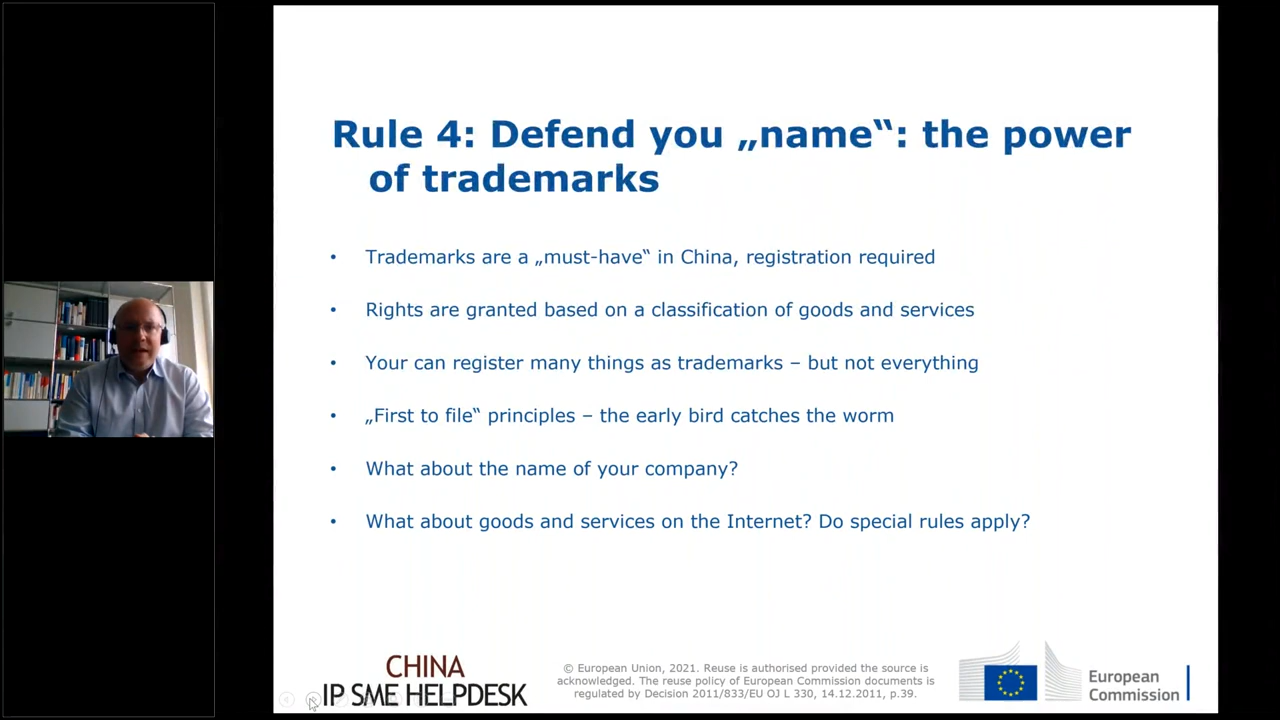 Rule 4: Defend you „name“: the power
of trademarks
• Trademarks are a „must-have“ in China, registration required
• Rights are granted based on a classification of goods and services
• Your can register many things as trademarks – but not everything
• „First to file“ principles – the early bird catches the worm
• What about the name of your company?
• What about goods and services on the Internet? Do special rules apply?
CHINA
IP SME HELPDESK
© European Union, 2021. Reuse is authorised provided the source is
acknowledged. The reuse policy of European Commission documents is
regulated by Decision 2011/833/EU OJ L 330, 14.12.2011, p.39.
European
Commission